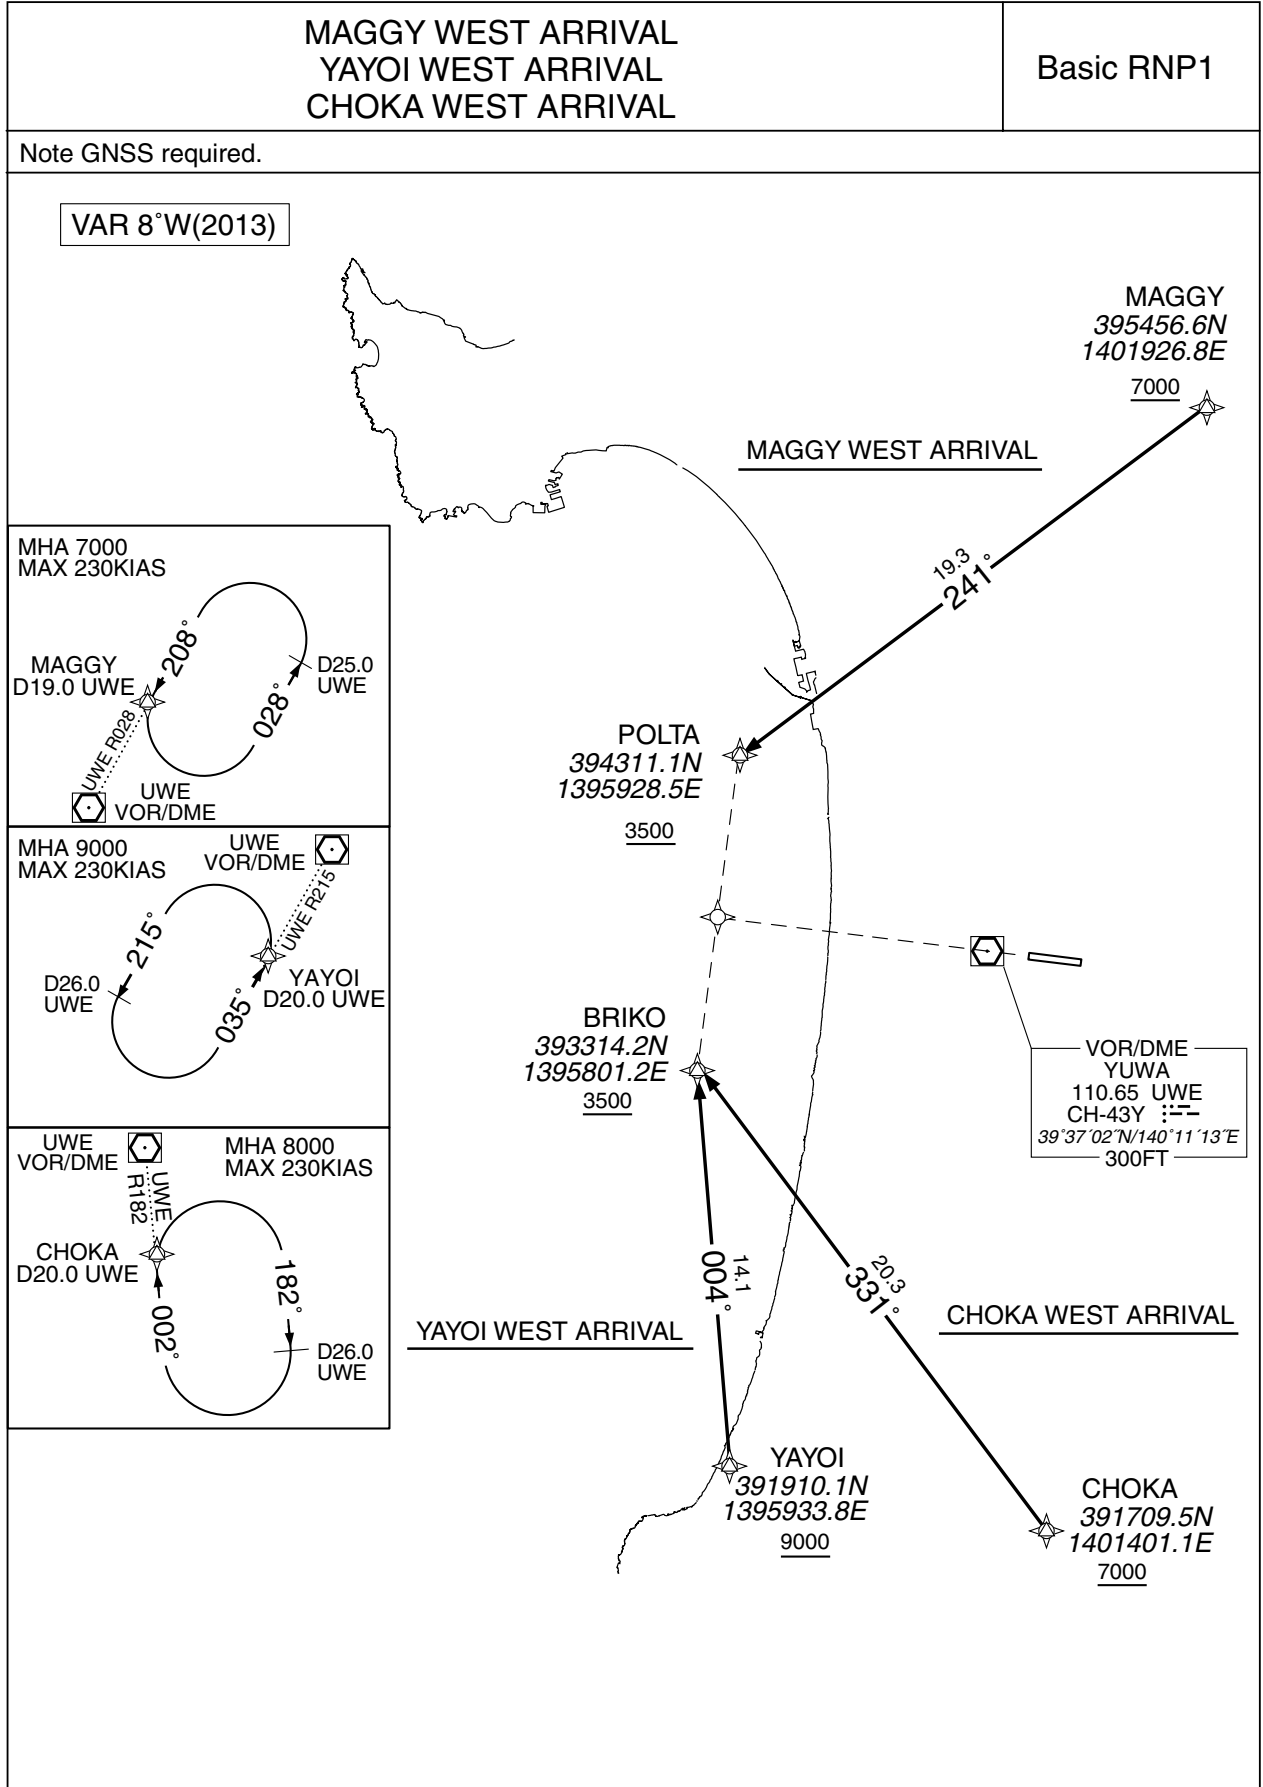 MAGGY WEST ARRIVAL
YAYOI WEST ARRIVAL
CHOKA WEST ARRIVAL
Basic RNP1
Note GNSS required.
VAR 8˚W(2013)
MAGGY
395456.6N
1401926.8E
7000
MAGGY WEST ARRIVAL
19.3
241˚
MHA 7000
MAX 230KIAS
208˚
MAGGY
D19.0 UWE
D25.0
UWE
028˚
UWE R028
UWE
VOR/DME
POLTA
394311.1N
1395928.5E
3500
MHA 9000
MAX 230KIAS
UWE
VOR/DME
UWE R215
215˚
D26.0
UWE
YAYOI
D20.0 UWE
035˚
BRIKO
393314.2N
1395801.2E
3500
VOR/DME
YUWA
110.65 UWE
CH-43Y
39˚37´02˝N/140˚11´13˝E
300FT
UWE
VOR/DME
MHA 8000
MAX 230KIAS
UWE
R182
CHOKA
D20.0 UWE
182˚
002˚
D26.0
UWE
14.1
004˚
20.3
331˚
YAYOI WEST ARRIVAL
CHOKA WEST ARRIVAL
YAYOI
391910.1N
1395933.8E
9000
CHOKA
391709.5N
1401401.1E
7000